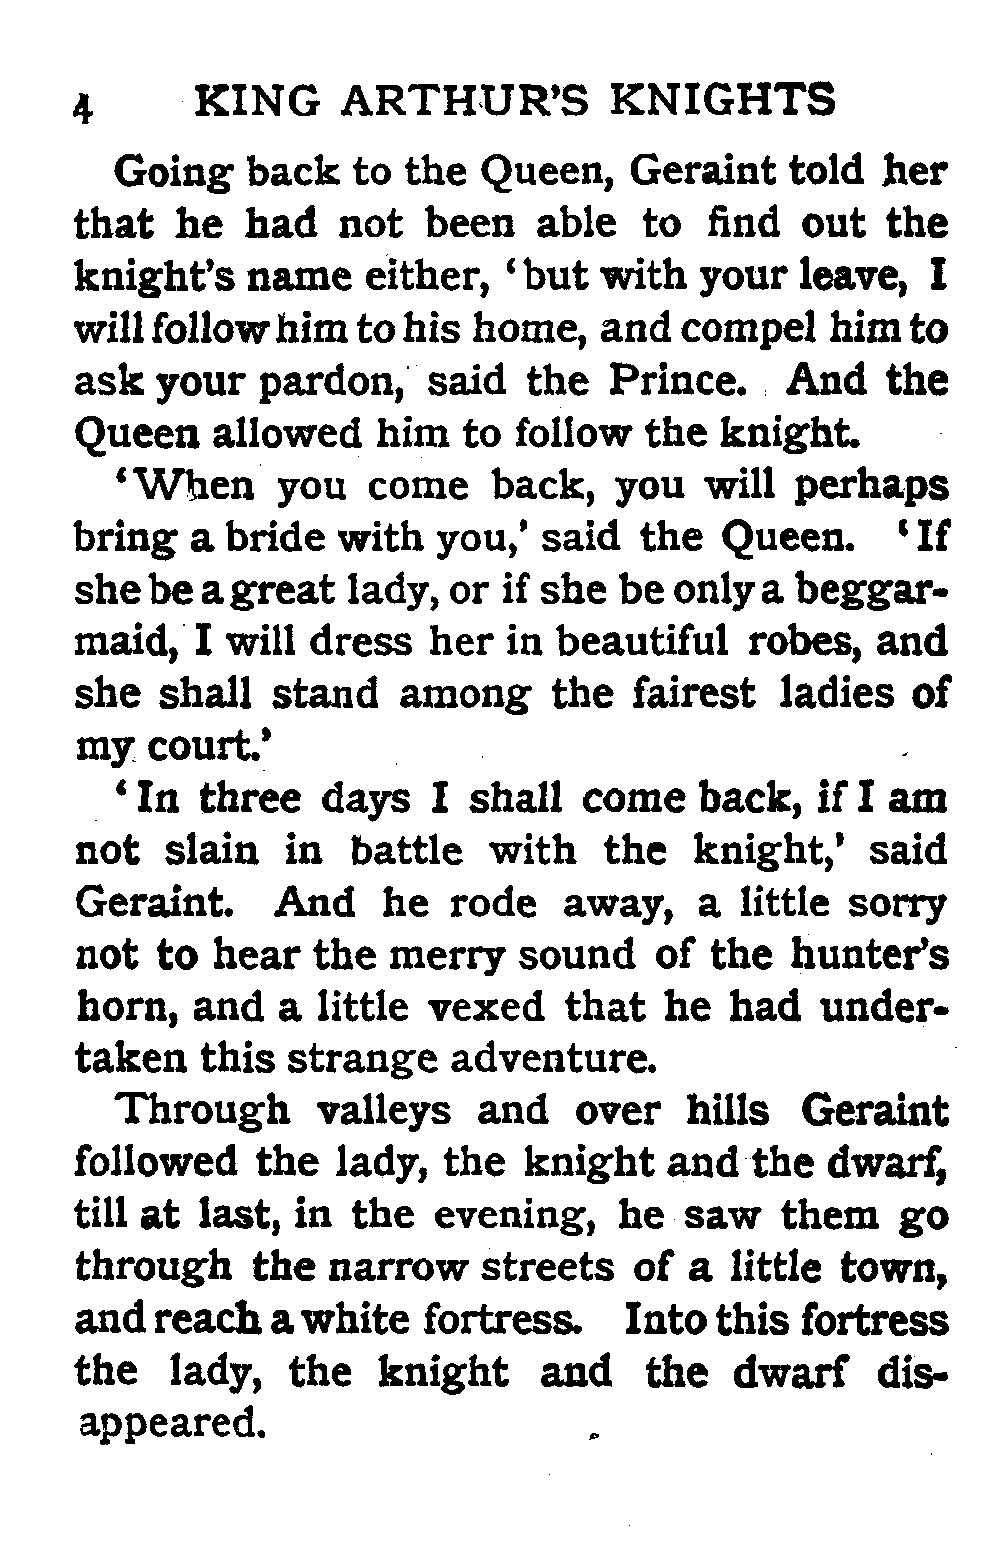 4 KING ARTHUR'S KNIGHTS
Going back to the Queen, Geraint told her
that he had not been able to find out the
knight's name either, ‘but with your leave, I
will follow him to his home, and compel him to
ask your pardon,’ said the Prince. And the
Queen allowed him to follow the knight.
‘When you come back, you will perhaps
bring a bride with you,’ said the Queen. ‘If
she be a great lady, or if she be only a beggar-
maid, I will dress her in beautiful robes, and
she shall stand among the fairest ladies of
my court.’
‘In three days I shall come back, if I am
not slain in battle with the knight,’ said
Geraint. And he rode away, a little sorry
not to hear the merry sound of the hunter's
horn, and a little vexed that he had under-
taken this strange adventure.
Through valleys and over hills Geraint
followed the lady, the knight and the dwarf,
till at last, in the evening, he saw them go
through the narrow streets of a little town,
and reach a white fortress. Into this fortress
the lady, the knight and the dwarf dis-
appeared.